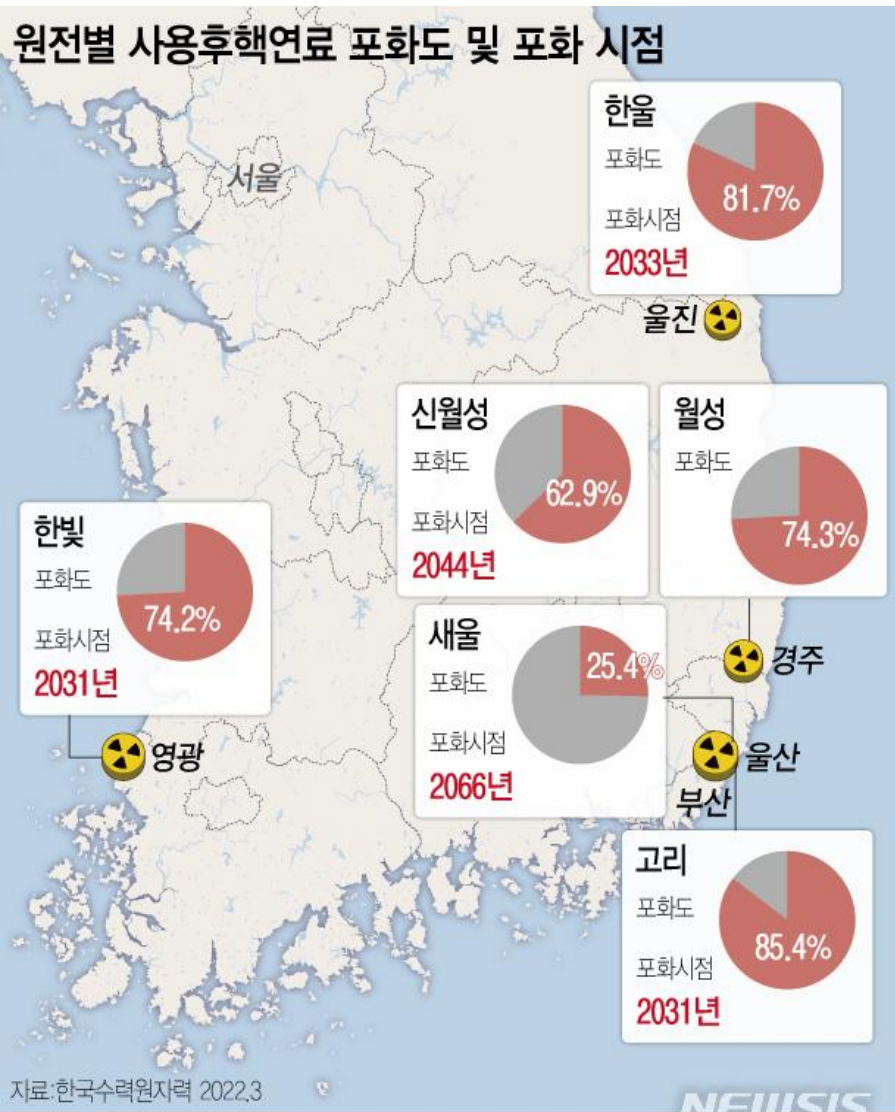 원전별 사용후핵연료 포화도 및 포화 시점
서울
한울
포화도
81.7%
포화시점
2033년
울진
신월성
포화도
62.9%
포화시점
2044년
월성
포화도
74.3%
한빛
포화도
74.2%
포화시점
2031년
새울
포화도
25.4%
포화시점
2066년
경주
영광
울산
부산
고리
포화도
85.4%
포화시점
2031년
자료:한국수력원자력 2022.3
NEWSIS